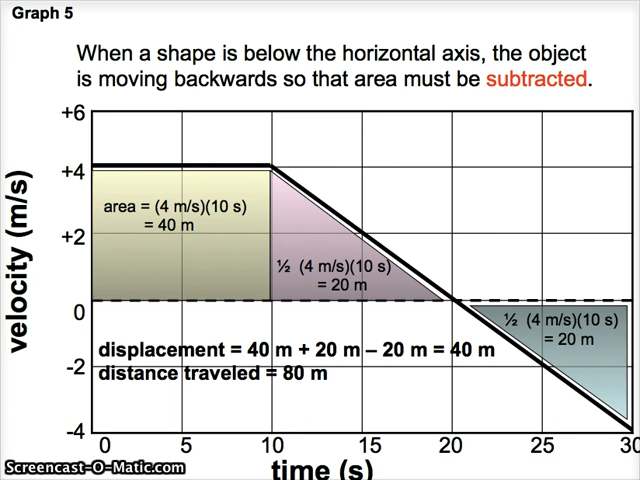 Graph 5
When a shape is below the horizontal axis, the object
is moving backwards so that area must be subtracted.
+6
+4
+2
0
-2
-4
velocity (m/s)
area = (4 m/s)(10 s)
= 40 m
½ (4 m/s)(10 s)
= 20 m
½ (4 m/s)(10 s)
= 20 m
displacement = 40 m + 20 m – 20 m = 40 m
distance traveled = 80 m
0 5 10 15 20 25 30
time (s)
Screencast-O-Matic.com